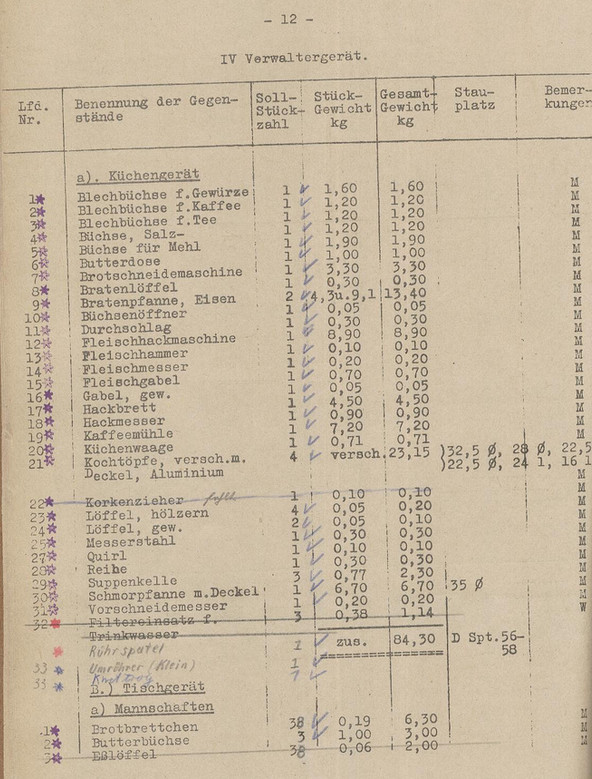 - 12 -
IV Verwaltergerät.
Lfd. Nr. Benennung der Gegen- Soll- Stück- Gesamt- Stau- Bemer-
stände Stück- Gewicht Gewicht platz kungen
zahl kg kg
a). Küchengerät
1 Blechbüchse f.Gewürze 1 1,60 1,60 M
2 Blechbüchse f.Kaffee 1 1,20 1,20 M
3 Blechbüchse f.Tee 1 1,20 1,20 M
4 Büchse, Salz- 1 1,20 1,20 M
5 Büchse für Mehl 1 1,90 1,90 M
6 Butterdose 1 1,00 1,00 M
7 Brotschneidemaschine 1 3,30 3,30 M
8 Bratenlöffel 1 0,30 0,30 M
9 Bratenpfanne, Eisen 2 4,3u.9,1 13,40 M
10 Büchsenöffner 1 0,05 0,05 M
11 Durchschlag 1 0,30 0,30 M
12 Fleischhackmaschine 1 8,90 8,90 M
13 Fleischhammer 1 0,10 0,10 M
14 Fleischmesser 1 0,20 0,20 M
15 Fleischgabel 1 0,70 0,70 M
16 Gabel, gew. 1 0,05 0,05 M
17 Hackbrett 1 4,50 4,50 M
18 Hackmesser 1 0,90 0,90 M
19 Kaffeemühle 1 7,20 7,20 M
20 Küchenwaage 1 0,71 0,71 M
21 Kochtöpfe, versch.m. 4 versch. 23,15 )32,5 Ø, 28 Ø, 22,5
Deckel, Aluminium )22,5 Ø, 24 1, 16 1
22 Korkenzieher fehlt 1 0,10 0,10 M
23 Löffel, hölzern 4 0,05 0,20 M
24 Löffel, gew. 2 0,05 0,10 M
25 Messerstahl 1 0,30 0,30 M
27 Quirl 1 0,10 0,10 M
28 Reihe 1 0,30 0,30 M
29 Suppenkelle 3 0,77 2,30 M
30 Schmorpfanne m.Deckel 1 6,70 6,70 35 Ø M
31 Vorschneidemesser 1 0,20 0,20 M
32 Filtereinsatz f. 3 0,38 1,14 W
Trinkwasser zus. 84,30 D Spt.56-
58
Rührspatel 1
33 Umrührer (Klein) 1
33 1
B.) Tischgerät
a) Mannschaften
1 Brotbrettchen 38 0,19 6,30 M
2 Butterbüchse 3 1,00 3,00 M
3 Eßlöffel 38 0,06 2,00 M